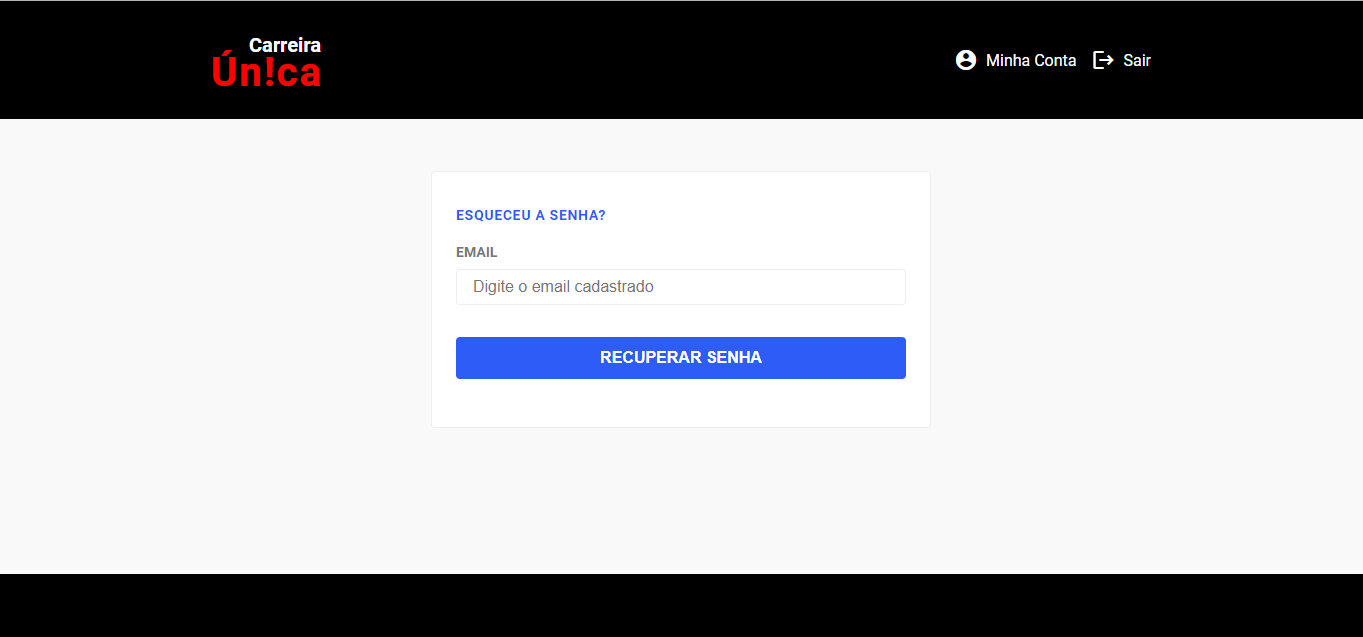 Carreira
Ún!ca
Minha Conta
Sair
ESQUECEU A SENHA?
EMAIL
Digite o email cadastrado
RECUPERAR SENHA